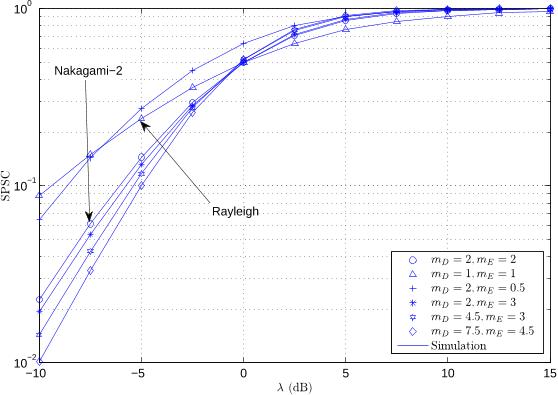 10⁰
10⁻¹
10⁻²
SPSC
Nakagami−2
Rayleigh
m_D = 2, m_E = 2
m_D = 1, m_E = 1
m_D = 2, m_E = 0.5
m_D = 2, m_E = 3
m_D = 4.5, m_E = 3
m_D = 7.5, m_E = 4.5
Simulation
−10 −5 0 5 10 15
λ (dB)